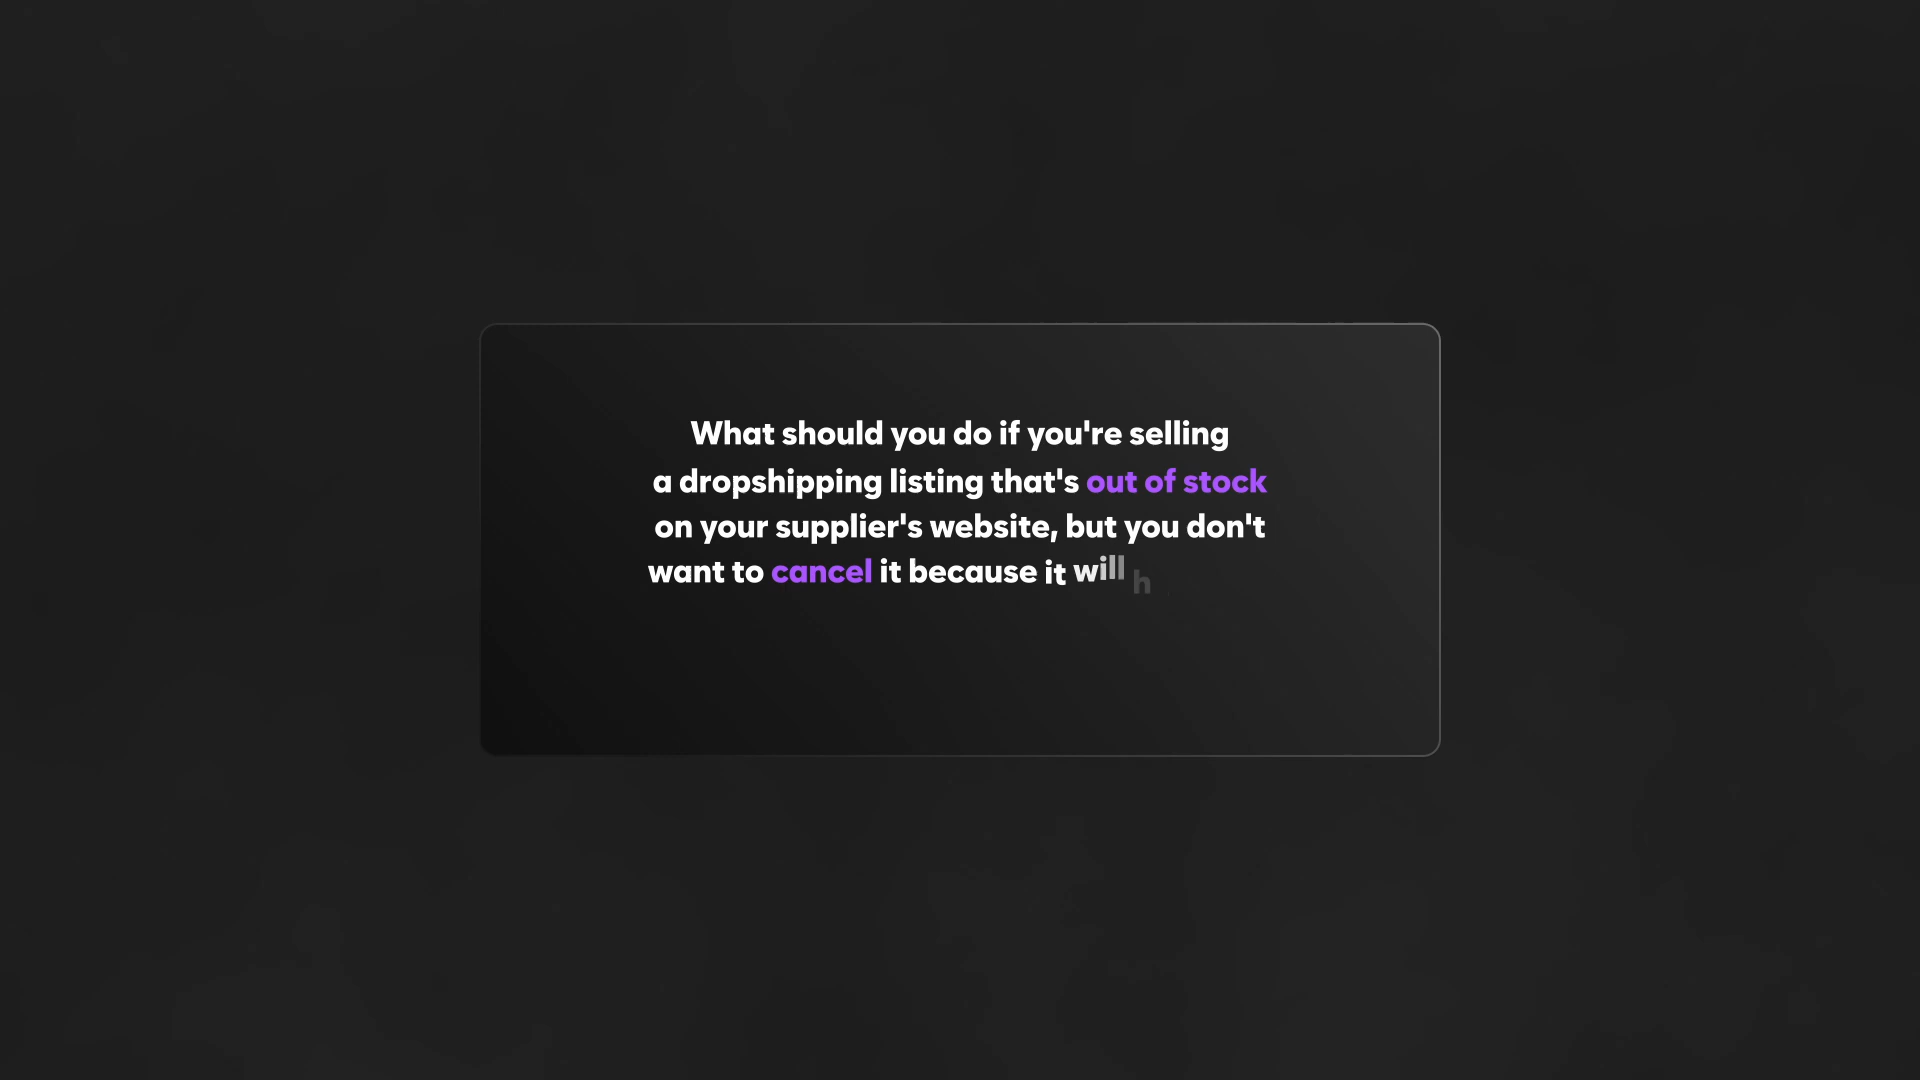 What should you do if you're selling
a dropshipping listing that's out of stock
on your supplier's website, but you don't
want to cancel it because it will